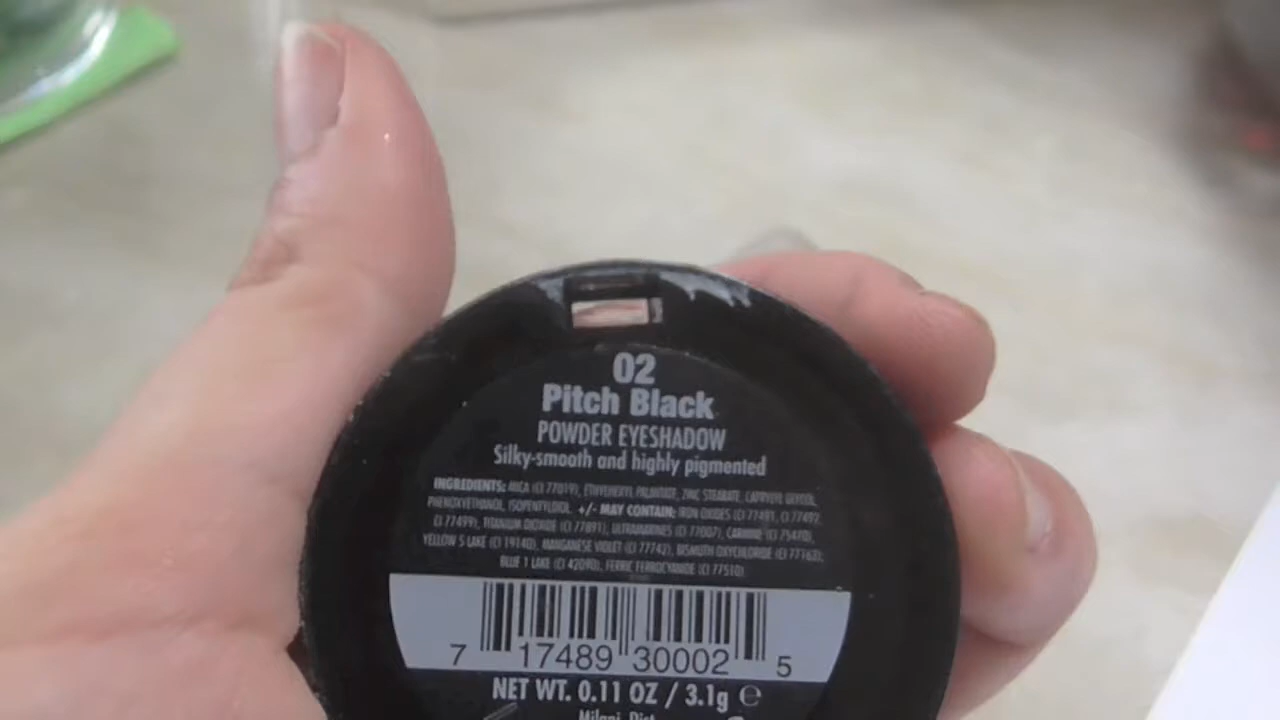 02
Pitch Black
POWDER EYESHADOW
Silky-smooth and highly pigmented
INGREDIENTS: MICA (CI 77019), ETHYLHEXYL PALMITATE, ZINC STEARATE, CAPRYLYL GLYCOL,
PHENOXYETHANOL, ISOPENTYLDIOL. +/- MAY CONTAIN: IRON OXIDES (CI 77491, CI 77492,
CI 77499), TITANIUM DIOXIDE (CI 77891), ULTRAMARINES (CI 77007), CARMINE (CI 75470),
YELLOW 5 LAKE (CI 19140), MANGANESE VIOLET (CI 77742), BISMUTH OXYCHLORIDE (CI 77163),
BLUE 1 LAKE (CI 42090), FERRIC FERROCYANIDE (CI 77510)
7 17489 30002 5
NET WT. 0.11 OZ / 3.1g ℮
Milani, Dist.